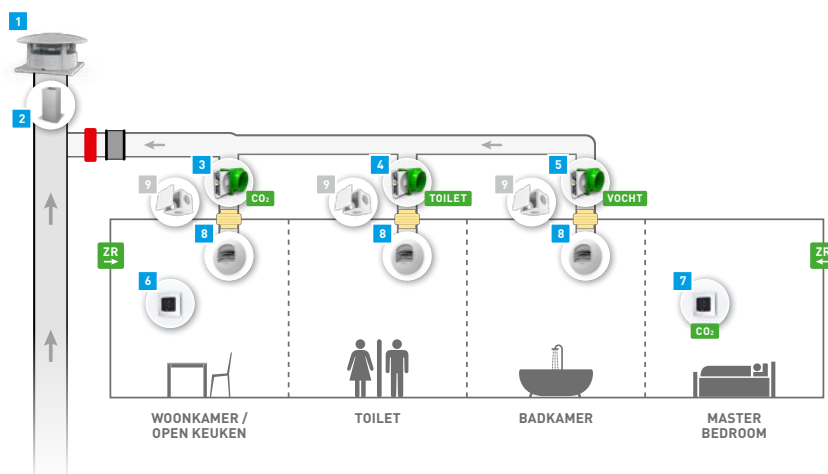 1
2
3
4
5
9
9
9
CO₂
TOILET
VOCHT
8
8
8
ZR
ZR
6
7
CO₂
WOONKAMER /
OPEN KEUKEN
TOILET
BADKAMER
MASTER
BEDROOM